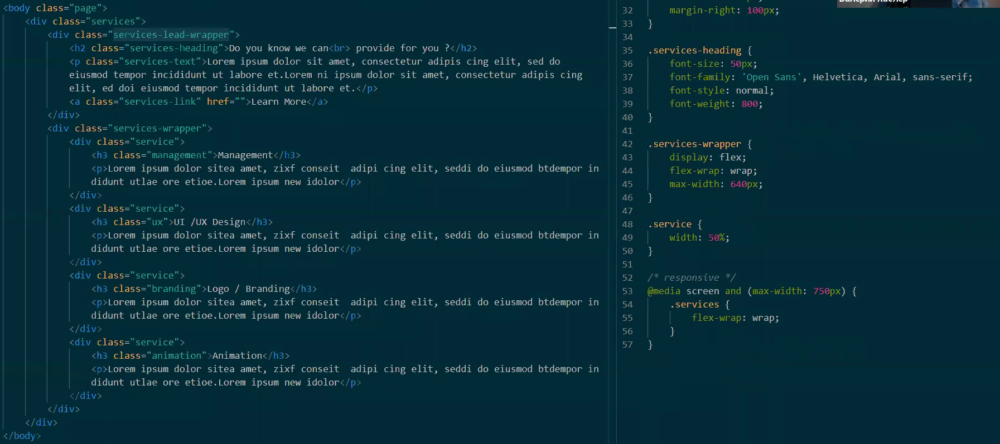 <body class="page">
<div class="services">
<div class="services-lead-wrapper">
<h2 class="services-heading">Do you know we can<br> provide for you ?</h2>
<p class="services-text">Lorem ipsum dolor sit amet, consectetur adipis cing elit, sed do
eiusmod tempor incididunt ut labore et.Lorem ni ipsum dolor sit amet, consectetur adipis cing
elit, ed doi eiusmod tempor incididunt ut labore et.</p>
<a class="services-link" href="">Learn More</a>
</div>
<div class="services-wrapper">
<div class="service">
<h3 class="management">Management</h3>
<p>Lorem ipsum dolor sitea amet, zixf conseit  adipi cing elit, seddi do eiusmod btdempor in
didunt utlae ore etioe.Lorem ipsum new idolor</p>
</div>
<div class="service">
<h3 class="ux">UI /UX Design</h3>
<p>Lorem ipsum dolor sitea amet, zixf conseit  adipi cing elit, seddi do eiusmod btdempor in
didunt utlae ore etioe.Lorem ipsum new idolor</p>
</div>
<div class="service">
<h3 class="branding">Logo / Branding</h3>
<p>Lorem ipsum dolor sitea amet, zixf conseit  adipi cing elit, seddi do eiusmod btdempor in
didunt utlae ore etioe.Lorem ipsum new idolor</p>
</div>
<div class="service">
<h3 class="animation">Animation</h3>
<p>Lorem ipsum dolor sitea amet, zixf conseit  adipi cing elit, seddi do eiusmod btdempor in
didunt utlae ore etioe.Lorem ipsum new idolor</p>
</div>
</div>
</div>
</body>
32 margin-right: 100px;
33 }
34
35 .services-heading {
36 font-size: 50px;
37 font-family: 'Open Sans', Helvetica, Arial, sans-serif;
38 font-style: normal;
39 font-weight: 800;
40 }
41
42 .services-wrapper {
43 display: flex;
44 flex-wrap: wrap;
45 max-width: 640px;
46 }
47
48 .service {
49 width: 50%;
50 }
51
52 /* responsive */
53 @media screen and (max-width: 750px) {
54 .services {
55 flex-wrap: wrap;
56 }
57 }